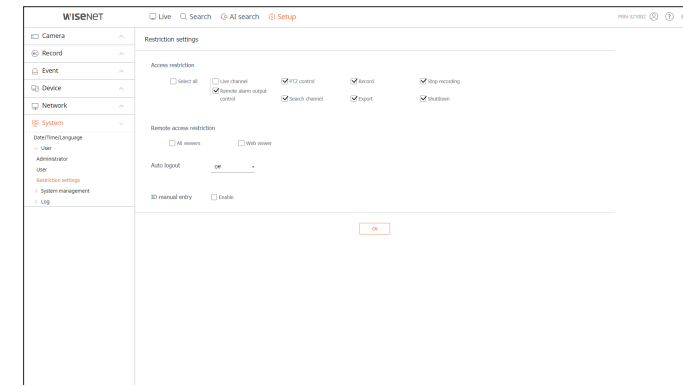 WISENET
Live Search AI search Setup
Camera
Record
Event
Device
Network
System
Date/Time/Language
User
Administrator
User
Restriction settings
System management
Log
Restriction settings
Access restriction
Select all Live channel PTZ control Record Stop recording
Remote alarm output control Search channel Export Shutdown
Remote access restriction
All viewers Web viewer
Auto logout Off
ID manual entry Enable
Ok